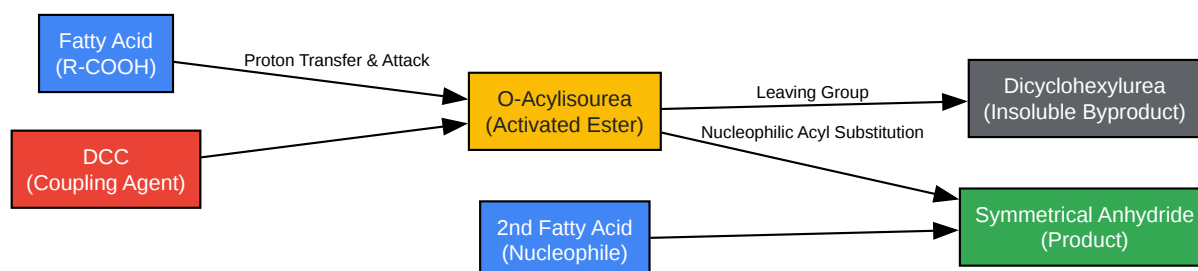 Fatty Acid
(R-COOH)
Proton Transfer & Attack
DCC
(Coupling Agent)
O-Acylisourea
(Activated Ester)
Leaving Group
Nucleophilic Acyl Substitution
2nd Fatty Acid
(Nucleophile)
Dicyclohexylurea
(Insoluble Byproduct)
Symmetrical Anhydride
(Product)